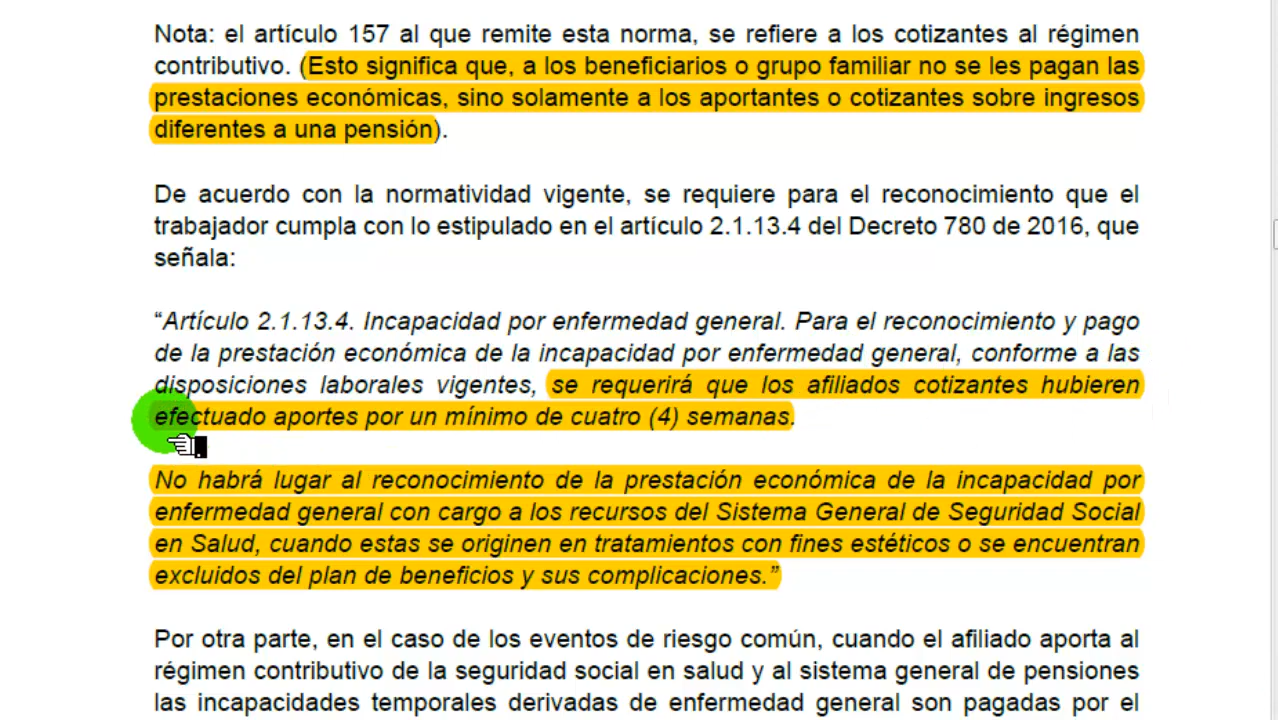 Nota: el artículo 157 al que remite esta norma, se refiere a los cotizantes al régimen
contributivo. (Esto significa que, a los beneficiarios o grupo familiar no se les pagan las
prestaciones económicas, sino solamente a los aportantes o cotizantes sobre ingresos
diferentes a una pensión).
De acuerdo con la normatividad vigente, se requiere para el reconocimiento que el
trabajador cumpla con lo estipulado en el artículo 2.1.13.4 del Decreto 780 de 2016, que
señala:
“Artículo 2.1.13.4. Incapacidad por enfermedad general. Para el reconocimiento y pago
de la prestación económica de la incapacidad por enfermedad general, conforme a las
disposiciones laborales vigentes, se requerirá que los afiliados cotizantes hubieren
efectuado aportes por un mínimo de cuatro (4) semanas.
No habrá lugar al reconocimiento de la prestación económica de la incapacidad por
enfermedad general con cargo a los recursos del Sistema General de Seguridad Social
en Salud, cuando estas se originen en tratamientos con fines estéticos o se encuentran
excluidos del plan de beneficios y sus complicaciones.”
Por otra parte, en el caso de los eventos de riesgo común, cuando el afiliado aporta al
régimen contributivo de la seguridad social en salud y al sistema general de pensiones
las incapacidades temporales derivadas de enfermedad general son pagadas por el